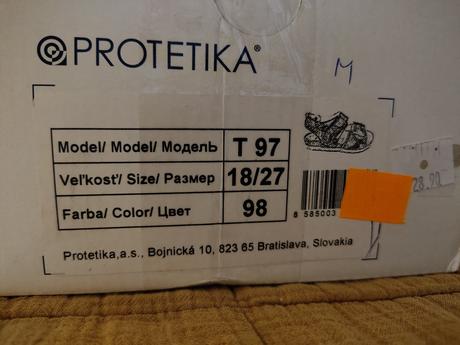 PROTETIKA®
M
Model/ Model/ Модель T 97
Veľkosť/ Size/ Размер 18/27
Farba/ Color/ Цвет 98
8 585003
28.90
Protetika,a.s., Bojnická 10, 823 65 Bratislava, Slovakia